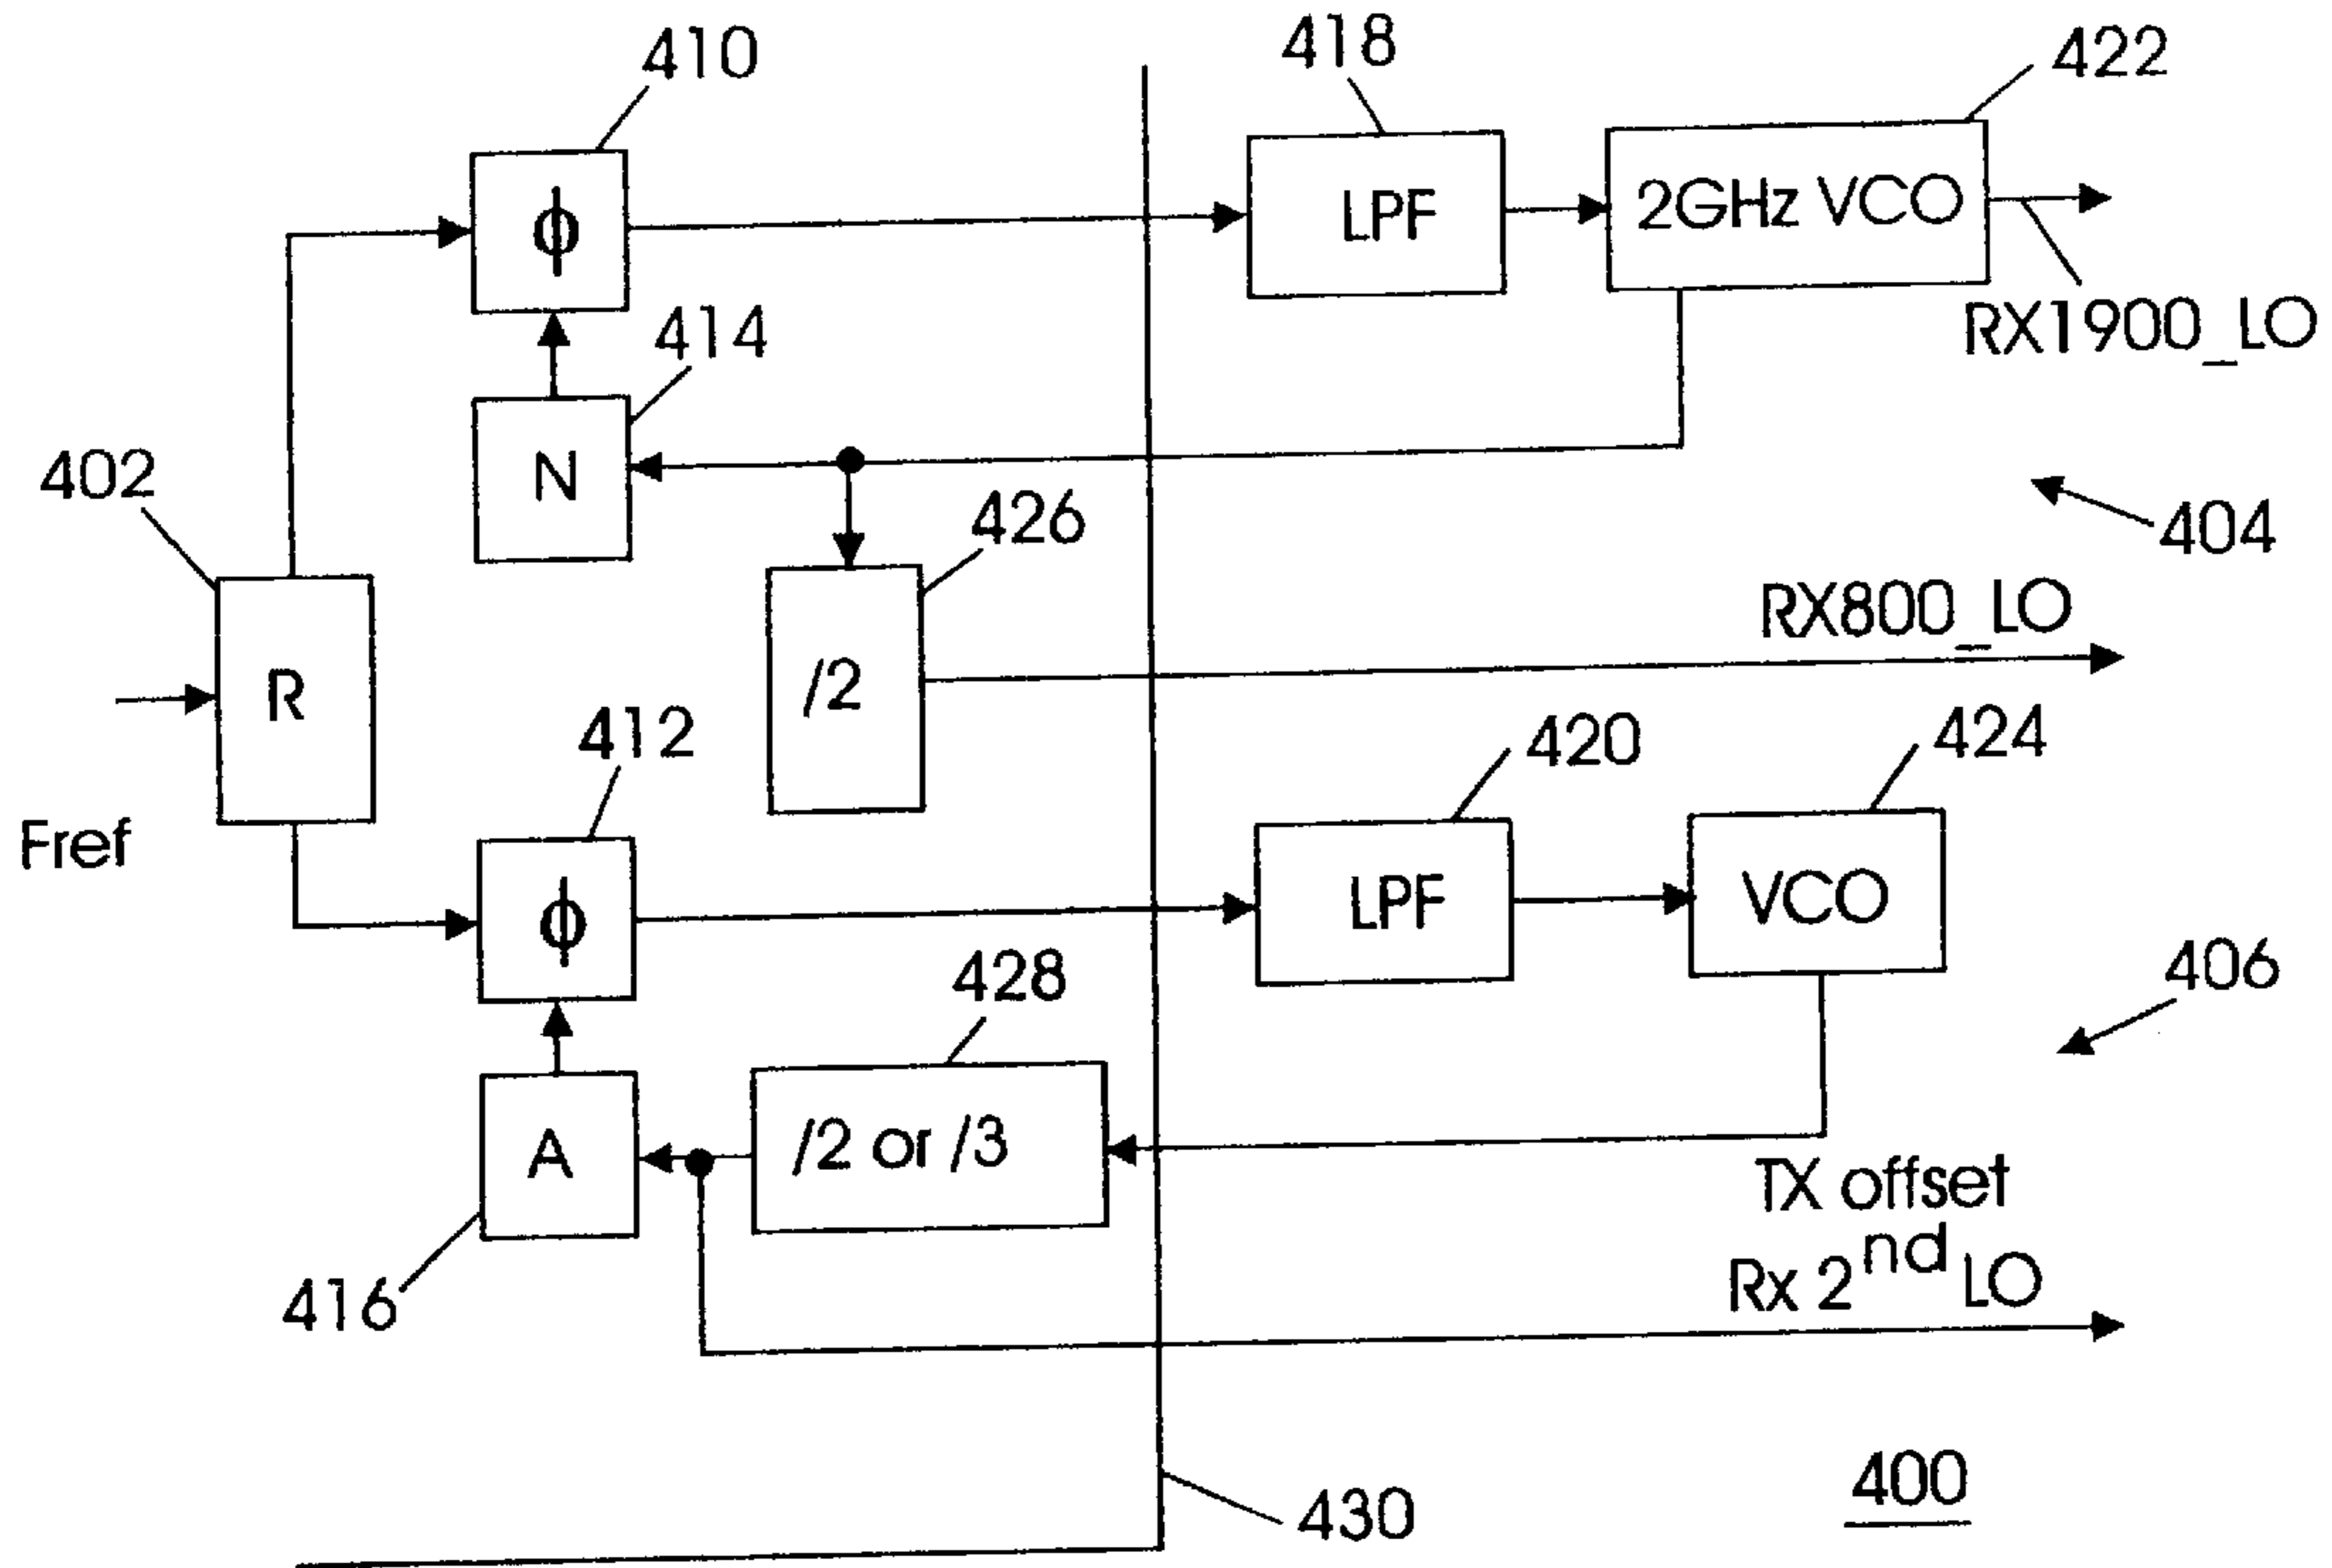 410
418
422
ϕ
LPF
2GHz VCO
414
RX1900_LO
402
N
426
404
RX800_LO
R
/2
412
420
424
Fref
ϕ
LPF
VCO
428
406
A
/2 or /3
TX offset
Rx 2nd LO
416
430
400